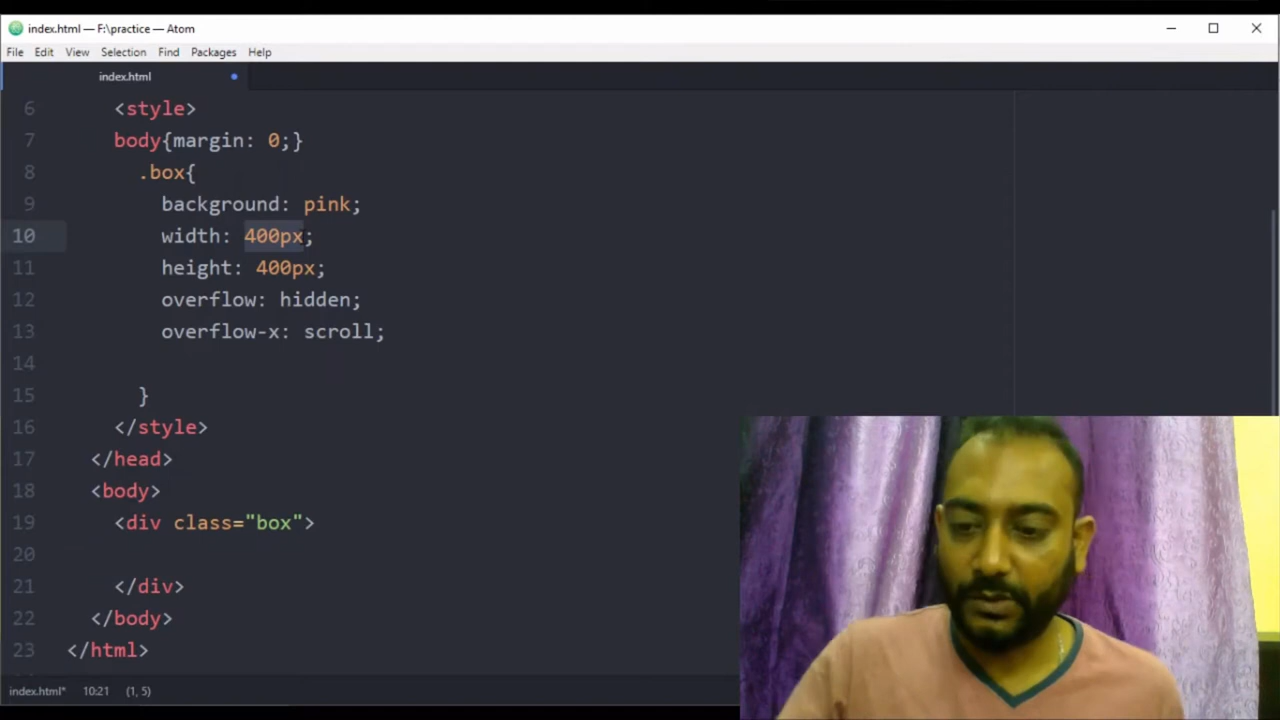 index.html — F:\practice — Atom
File Edit View Selection Find Packages Help
index.html
6 <style>
7 body{margin: 0;}
8 .box{
9 background: pink;
10 width: 400px;
11 height: 400px;
12 overflow: hidden;
13 overflow-x: scroll;
14
15 }
16 </style>
17 </head>
18 <body>
19 <div class="box">
20
21 </div>
22 </body>
23 </html>
index.html* 10:21 (1, 5)